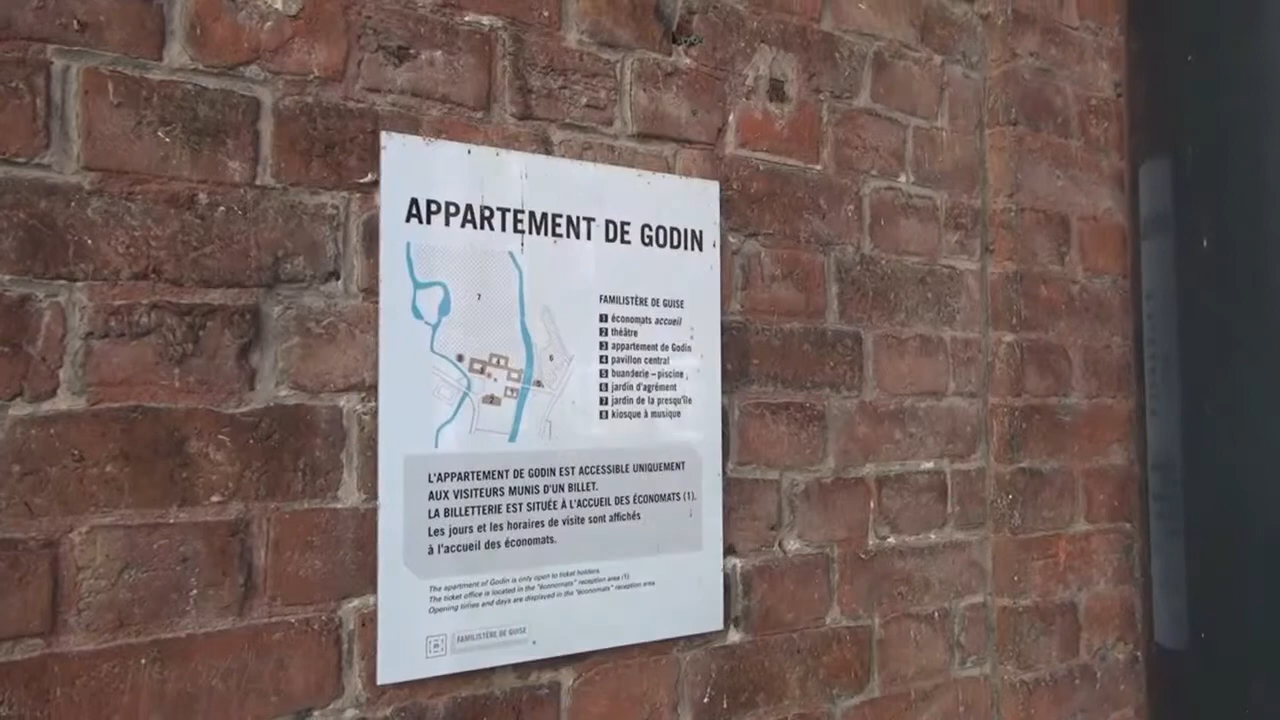 APPARTEMENT DE GODIN
7
6
2
FAMILISTÈRE DE GUISE
1 économats accueil
2 théâtre
3 appartement de Godin
4 pavillon central
5 buanderie – piscine
6 jardin d'agrément
7 jardin de la presqu'île
8 kiosque à musique
L'APPARTEMENT DE GODIN EST ACCESSIBLE UNIQUEMENT
AUX VISITEURS MUNIS D'UN BILLET.
LA BILLETTERIE EST SITUÉE À L'ACCUEIL DES ÉCONOMATS (1).
Les jours et les horaires de visite sont affichés
à l'accueil des économats.
The apartment of Godin is only open to ticket holders.
The ticket office is located in the "économats" reception area (1).
Opening times and days are displayed in the "économats" reception area
FAMILISTÈRE DE GUISE